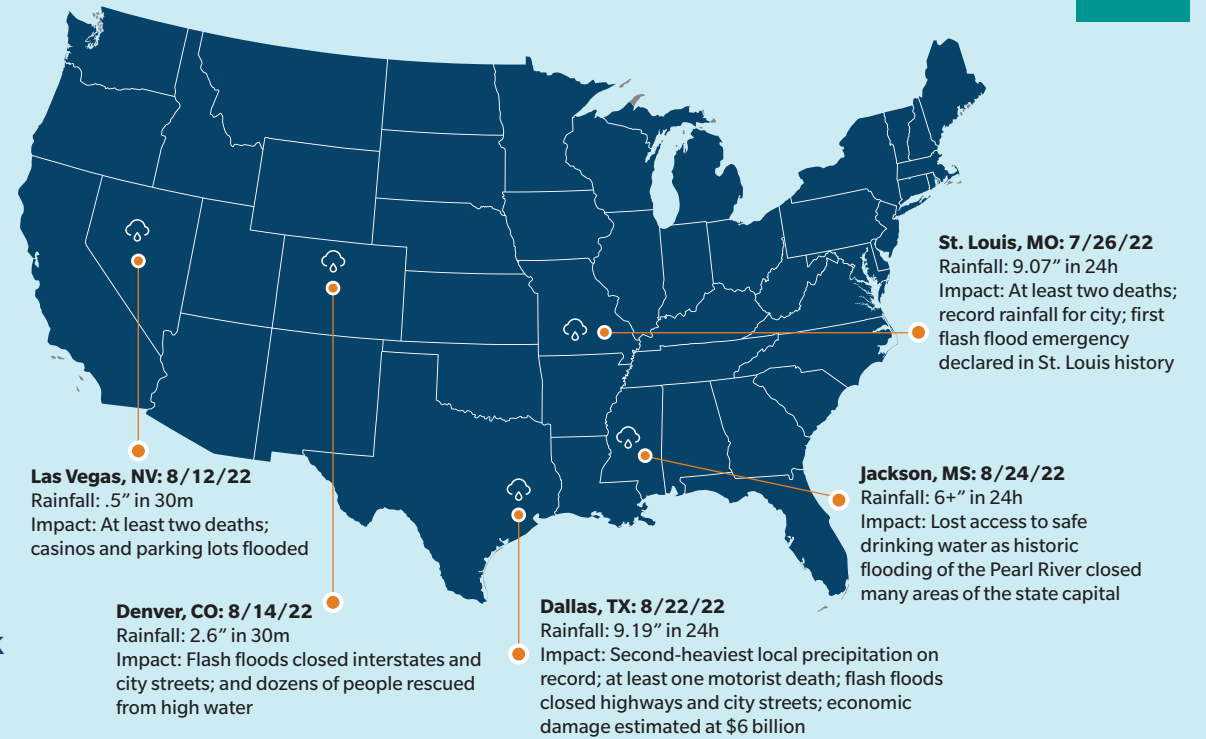 St. Louis, MO: 7/26/22
Rainfall: 9.07” in 24h
Impact: At least two deaths;
record rainfall for city; first
flash flood emergency
declared in St. Louis history
Las Vegas, NV: 8/12/22
Rainfall: .5” in 30m
Impact: At least two deaths;
casinos and parking lots flooded
Jackson, MS: 8/24/22
Rainfall: 6+” in 24h
Impact: Lost access to safe
drinking water as historic
flooding of the Pearl River closed
many areas of the state capital
Denver, CO: 8/14/22
Rainfall: 2.6” in 30m
Impact: Flash floods closed interstates and
city streets; and dozens of people rescued
from high water
Dallas, TX: 8/22/22
Rainfall: 9.19” in 24h
Impact: Second-heaviest local precipitation on
record; at least one motorist death; flash floods
closed highways and city streets; economic
damage estimated at $6 billion